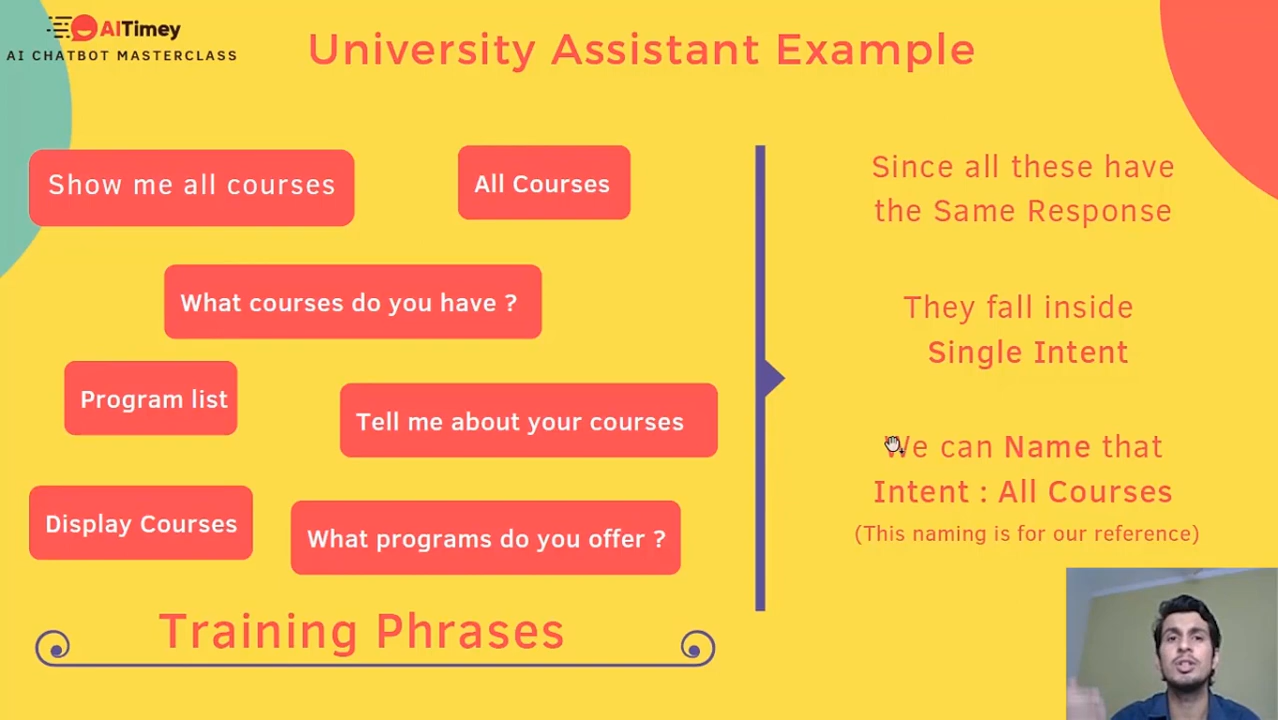 AITimey
AI CHATBOT MASTERCLASS
University Assistant Example
Show me all courses
All Courses
What courses do you have ?
Program list
Tell me about your courses
Display Courses
What programs do you offer ?
Training Phrases
Since all these have
the Same Response
They fall inside
Single Intent
We can Name that
Intent : All Courses
(This naming is for our reference)